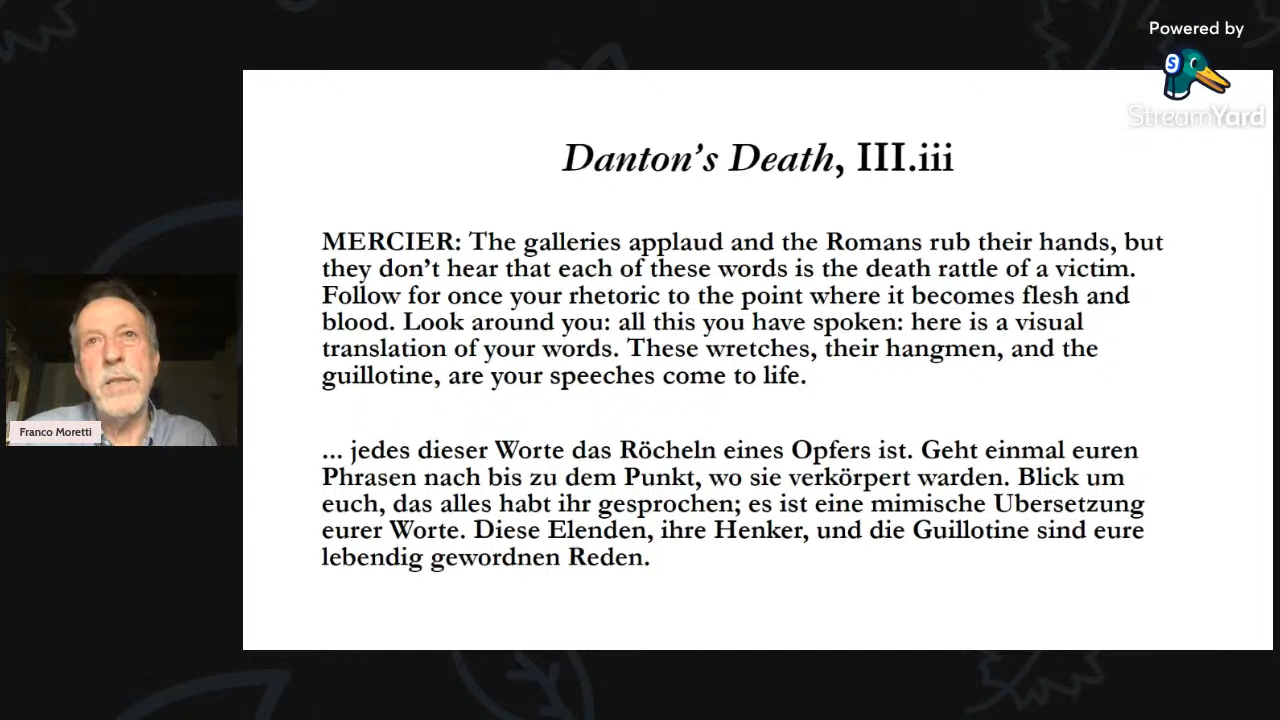 Powered by
StreamYard
Danton's Death, III.iii
MERCIER: The galleries applaud and the Romans rub their hands, but
they don't hear that each of these words is the death rattle of a victim.
Follow for once your rhetoric to the point where it becomes flesh and
blood. Look around you: all this you have spoken: here is a visual
translation of your words. These wretches, their hangmen, and the
guillotine, are your speeches come to life.
... jedes dieser Worte das Röcheln eines Opfers ist. Geht einmal euren
Phrasen nach bis zu dem Punkt, wo sie verkörpert warden. Blick um
euch, das alles habt ihr gesprochen; es ist eine mimische Ubersetzung
eurer Worte. Diese Elenden, ihre Henker, und die Guillotine sind eure
lebendig gewordnen Reden.
Franco Moretti